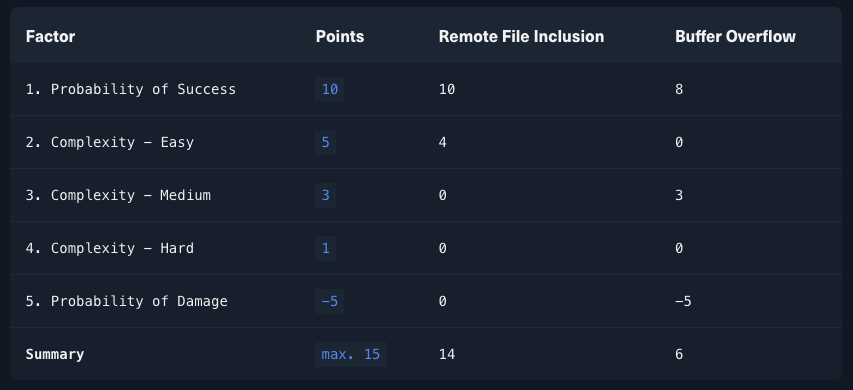 Factor Points Remote File Inclusion Buffer Overflow
1. Probability of Success 10 10 8
2. Complexity – Easy 5 4 0
3. Complexity – Medium 3 0 3
4. Complexity – Hard 1 0 0
5. Probability of Damage –5 0 –5
Summary max. 15 14 6